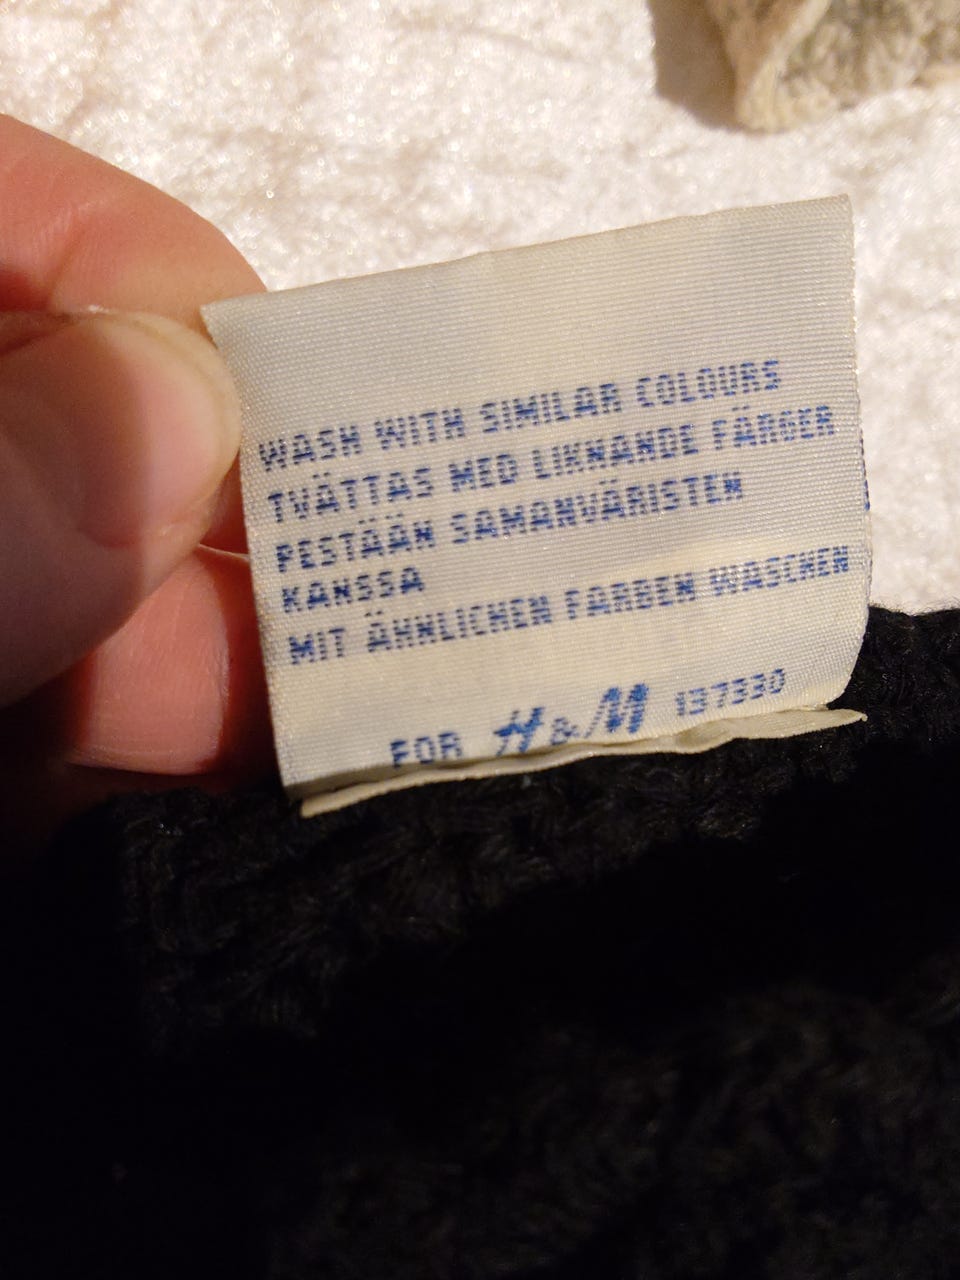 WASH WITH SIMILAR COLOURS
TVÄTTAS MED LIKNANDE FÄRGER
PESTÄÄN SAMANVÄRISTEN
KANSSA
MIT ÄHNLICHEN FARBEN WASCHEN
FOR H&M 137330